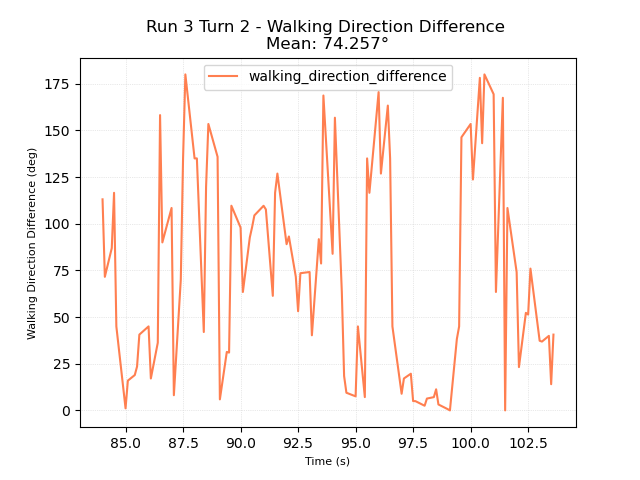 Run 3 Turn 2 - Walking Direction Difference
Mean: 74.257°
walking_direction_difference
Walking Direction Difference (deg)
175
150
125
100
75
50
25
0
85.0 87.5 90.0 92.5 95.0 97.5 100.0 102.5
Time (s)